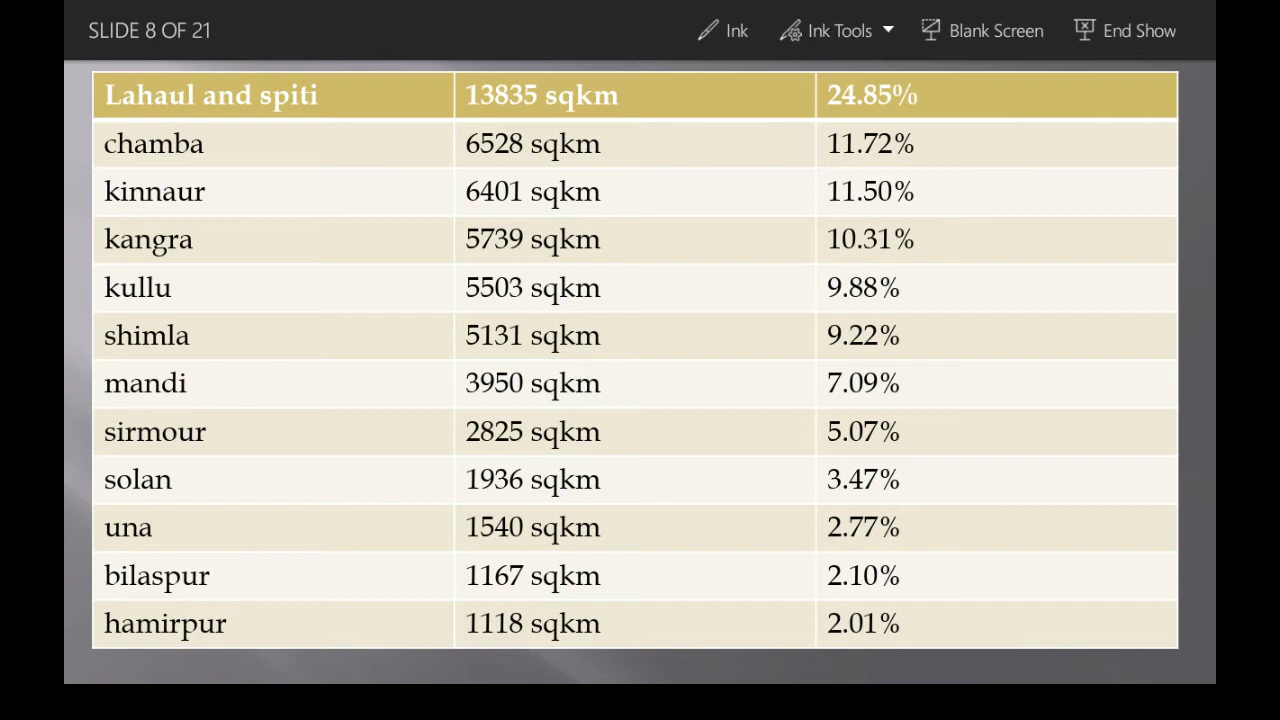 SLIDE 8 OF 21 Ink Ink Tools Blank Screen End Show
Lahaul and spiti 13835 sqkm 24.85%
chamba 6528 sqkm 11.72%
kinnaur 6401 sqkm 11.50%
kangra 5739 sqkm 10.31%
kullu 5503 sqkm 9.88%
shimla 5131 sqkm 9.22%
mandi 3950 sqkm 7.09%
sirmour 2825 sqkm 5.07%
solan 1936 sqkm 3.47%
una 1540 sqkm 2.77%
bilaspur 1167 sqkm 2.10%
hamirpur 1118 sqkm 2.01%